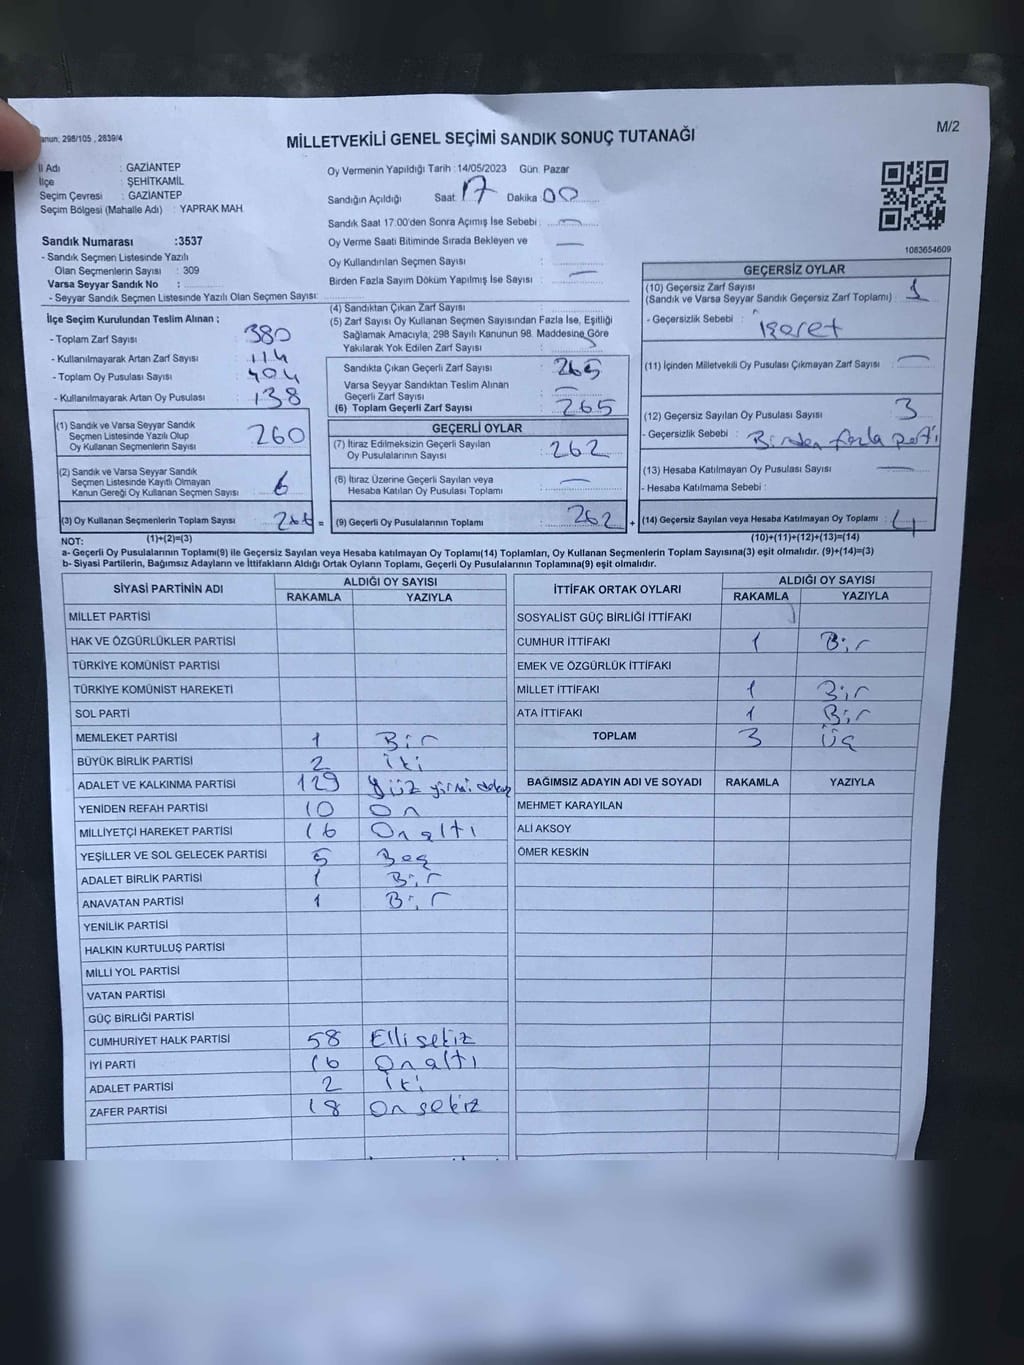 anun: 298/105 , 2839/4
MİLLETVEKİLİ GENEL SEÇİMİ SANDIK SONUÇ TUTANAĞI
M/2
İl Adı : GAZİANTEP
İlçe : ŞEHİTKAMİL
Seçim Çevresi : GAZİANTEP
Seçim Bölgesi (Mahalle Adı) : YAPRAK MAH.
Oy Vermenin Yapıldığı Tarih : 14/05/2023 Gün: Pazar
Sandığın Açıldığı Saat 17 Dakika 00
Sandık Saat 17.00'den Sonra Açımış İse Sebebi : —
Oy Verme Saati Bitiminde Sırada Bekleyen ve —
Oy Kullandırılan Seçmen Sayısı :
Birden Fazla Sayım Döküm Yapılmış İse Sayısı : —
1083654609
Sandık Numarası :3537
- Sandık Seçmen Listesinde Yazılı
Olan Seçmenlerin Sayısı : 309
Varsa Seyyar Sandık No :
- Seyyar Sandık Seçmen Listesinde Yazılı Olan Seçmen Sayısı:
İlçe Seçim Kurulundan Teslim Alınan ;
- Toplam Zarf Sayısı : 380
- Kullanılmayarak Artan Zarf Sayısı : 114
- Toplam Oy Pusulası Sayısı : 404
- Kullanılmayarak Artan Oy Pusulası : 138
(1) Sandık ve Varsa Seyyar Sandık
Seçmen Listesinde Yazılı Olup
Oy Kullanan Seçmenlerin Sayısı 260
(2) Sandık ve Varsa Seyyar Sandık
Seçmen Listesinde Kayıtlı Olmayan
Kanun Gereği Oy Kullanan Seçmen Sayısı 6
(3) Oy Kullanan Seçmenlerin Toplam Sayısı 266 =
(4) Sandıktan Çıkan Zarf Sayısı :
(5) Zarf Sayısı Oy Kullanan Seçmen Sayısından Fazla İse, Eşitliği
Sağlamak Amacıyla; 298 Sayılı Kanunun 98. Maddesine Göre
Yakılarak Yok Edilen Zarf Sayısı :
Sandıkta Çıkan Geçerli Zarf Sayısı : 265
Varsa Seyyar Sandıktan Teslim Alınan
Geçerli Zarf Sayısı : —
(6) Toplam Geçerli Zarf Sayısı : 265
GEÇERLİ OYLAR
(7) İtiraz Edilmeksizin Geçerli Sayılan
Oy Pusulalarının Sayısı : 262
(8) İtiraz Üzerine Geçerli Sayılan veya
Hesaba Katılan Oy Pusulası Toplamı : —
(9) Geçerli Oy Pusulalarının Toplamı : 262 +
GEÇERSİZ OYLAR
(10) Geçersiz Zarf Sayısı
(Sandık ve Varsa Seyyar Sandık Geçersiz Zarf Toplamı) : 1
- Geçersizlik Sebebi : İşaret
(11) İçinden Milletvekili Oy Pusulası Çıkmayan Zarf Sayısı : —
(12) Geçersiz Sayılan Oy Pusulası Sayısı : 3
- Geçersizlik Sebebi : Birden fazla parti
(13) Hesaba Katılmayan Oy Pusulası Sayısı : —
- Hesaba Katılmama Sebebi :
(14) Geçersiz Sayılan veya Hesaba Katılmayan Oy Toplamı : 4
NOT: (1)+(2)=(3) (10)+(11)+(12)+(13)=(14)
a- Geçerli Oy Pusulalarının Toplamı(9) ile Geçersiz Sayılan veya Hesaba katılmayan Oy Toplamı(14) Toplamları, Oy Kullanan Seçmenlerin Toplam Sayısına(3) eşit olmalıdır. (9)+(14)=(3)
b- Siyasi Partilerin, Bağımsız Adayların ve İttifakların Aldığı Ortak Oyların Toplamı, Geçerli Oy Pusulalarının Toplamına(9) eşit olmalıdır.
SİYASİ PARTİNİN ADI ALDIĞI OY SAYISI
RAKAMLA YAZIYLA
MİLLET PARTİSİ
HAK VE ÖZGÜRLÜKLER PARTİSİ
TÜRKİYE KOMÜNİST PARTİSİ
TÜRKİYE KOMÜNİST HAREKETİ
SOL PARTİ
MEMLEKET PARTİSİ 1 Bir
BÜYÜK BİRLİK PARTİSİ 2 İki
ADALET VE KALKINMA PARTİSİ 129 Yüz yirmi dokuz
YENİDEN REFAH PARTİSİ 10 On
MİLLİYETÇİ HAREKET PARTİSİ 16 On altı
YEŞİLLER VE SOL GELECEK PARTİSİ 5 Beş
ADALET BİRLİK PARTİSİ 1 Bir
ANAVATAN PARTİSİ 1 Bir
YENİLİK PARTİSİ
HALKIN KURTULUŞ PARTİSİ
MİLLİ YOL PARTİSİ
VATAN PARTİSİ
GÜÇ BİRLİĞİ PARTİSİ
CUMHURİYET HALK PARTİSİ 58 Elli sekiz
İYİ PARTİ 16 On altı
ADALET PARTİSİ 2 İki
ZAFER PARTİSİ 18 On sekiz
İTTİFAK ORTAK OYLARI ALDIĞI OY SAYISI
RAKAMLA YAZIYLA
SOSYALİST GÜÇ BİRLİĞİ İTTİFAKI
CUMHUR İTTİFAKI 1 Bir
EMEK VE ÖZGÜRLÜK İTTİFAKI
MİLLET İTTİFAKI 1 Bir
ATA İTTİFAKI 1 Bir
TOPLAM 3 Üç
BAĞIMSIZ ADAYIN ADI VE SOYADI RAKAMLA YAZIYLA
MEHMET KARAYILAN
ALİ AKSOY
ÖMER KESKİN